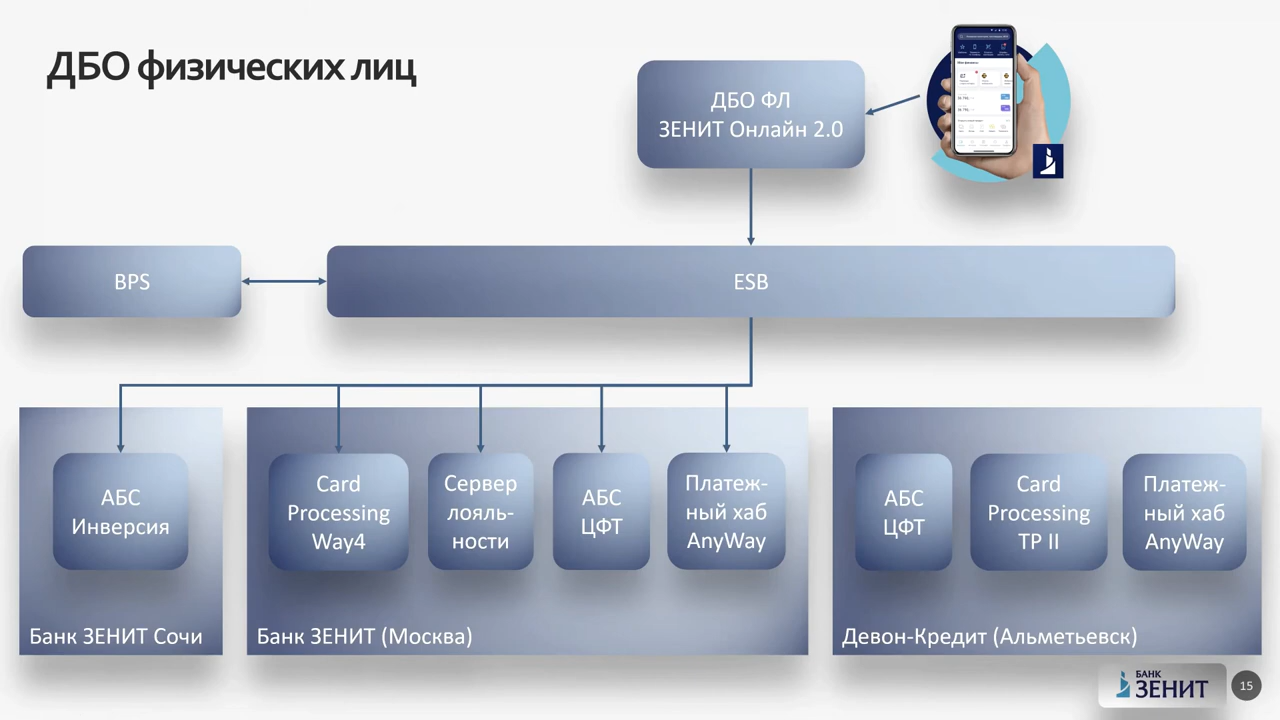 ДБО физических лиц
ДБО ФЛ
ЗЕНИТ Онлайн 2.0
BPS
ESB
АБС
Инверсия
Банк ЗЕНИТ Сочи
Card
Processing
Way4
Сервер
лояль-
ности
АБС
ЦФТ
Платеж-
ный хаб
AnyWay
Банк ЗЕНИТ (Москва)
АБС
ЦФТ
Card
Processing
TP II
Платеж-
ный хаб
AnyWay
Девон-Кредит (Альметьевск)
БАНК
ЗЕНИТ
15